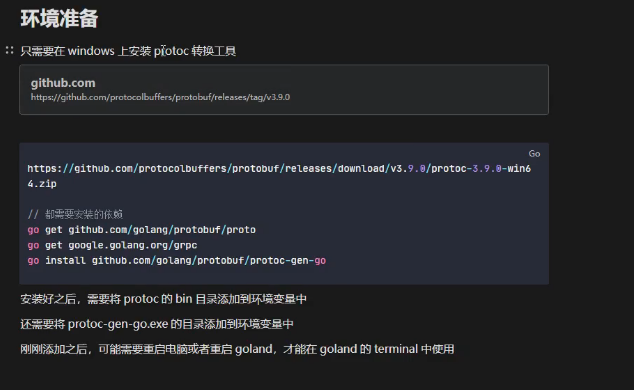 环境准备
只需要在 windows 上安装 protoc 转换工具
github.com
https://github.com/protocolbuffers/protobuf/releases/tag/v3.9.0
Go
https://github.com/protocolbuffers/protobuf/releases/download/v3.9.0/protoc-3.9.0-win6
4.zip
// 都需要安装的依赖
go get github.com/golang/protobuf/proto
go get google.golang.org/grpc
go install github.com/golang/protobuf/protoc-gen-go
安装好之后，需要将 protoc 的 bin 目录添加到环境变量中
还需要将 protoc-gen-go.exe 的目录添加到环境变量中
刚刚添加之后，可能需要重启电脑或者重启 goland，才能在 goland 的 terminal 中使用